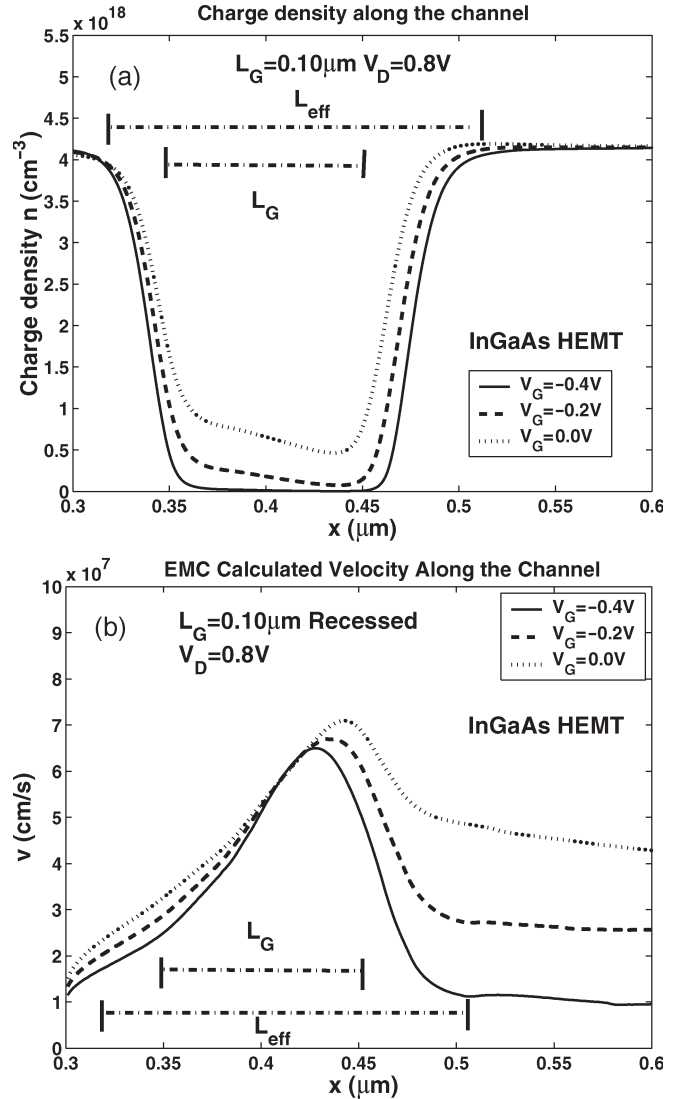 Charge density along the channel
x 10^18
(a)
L_G=0.10μm V_D=0.8V
L_eff
L_G
InGaAs HEMT
V_G=−0.4V
V_G=−0.2V
V_G=0.0V
Charge density n (cm^−3)
5.5
5
4.5
4
3.5
3
2.5
2
1.5
1
0.5
0
0.3
0.35
0.4
0.45
0.5
0.55
0.6
x (μm)
EMC Calculated Velocity Along the Channel
x 10^7
(b)
L_G=0.10μm Recessed
V_D=0.8V
V_G=−0.4V
V_G=−0.2V
V_G=0.0V
InGaAs HEMT
L_G
L_eff
v (cm/s)
10
9
8
7
6
5
4
3
2
1
0
0.3
0.35
0.4
0.45
0.5
0.55
0.6
x (μm)